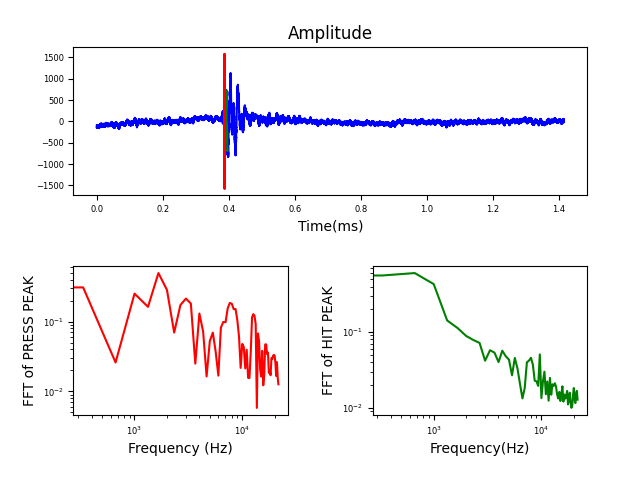 Amplitude
1500
1000
500
0
−500
−1000
−1500
0.0 0.2 0.4 0.6 0.8 1.0 1.2 1.4
Time(ms)
FFT of PRESS PEAK
10⁻¹
10⁻²
10³ 10⁴
Frequency (Hz)
FFT of HIT PEAK
10⁻¹
10⁻²
10³ 10⁴
Frequency(Hz)